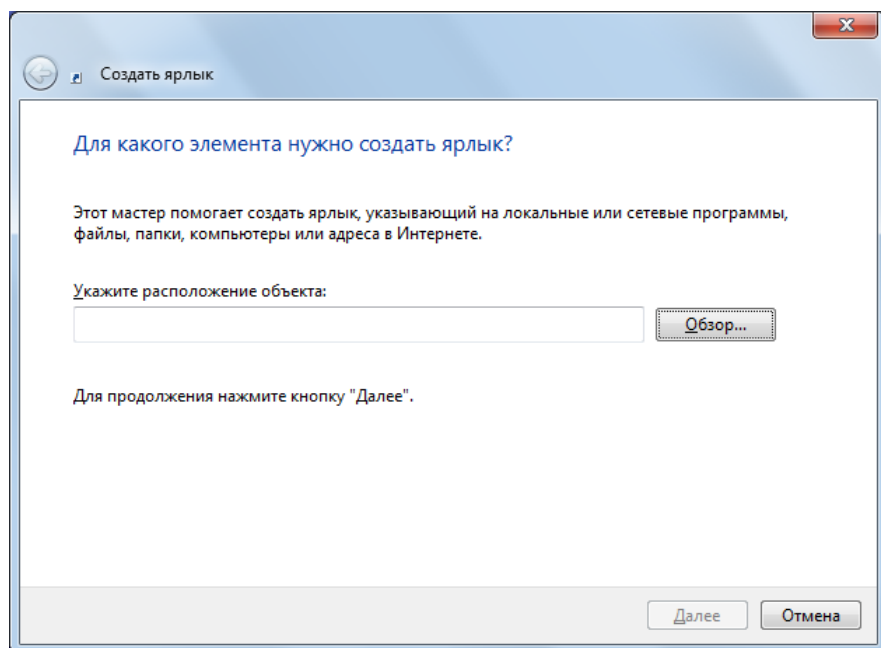 Создать ярлык
Для какого элемента нужно создать ярлык?
Этот мастер помогает создать ярлык, указывающий на локальные или сетевые программы,
файлы, папки, компьютеры или адреса в Интернете.
Укажите расположение объекта:
Обзор...
Для продолжения нажмите кнопку "Далее".
Далее
Отмена